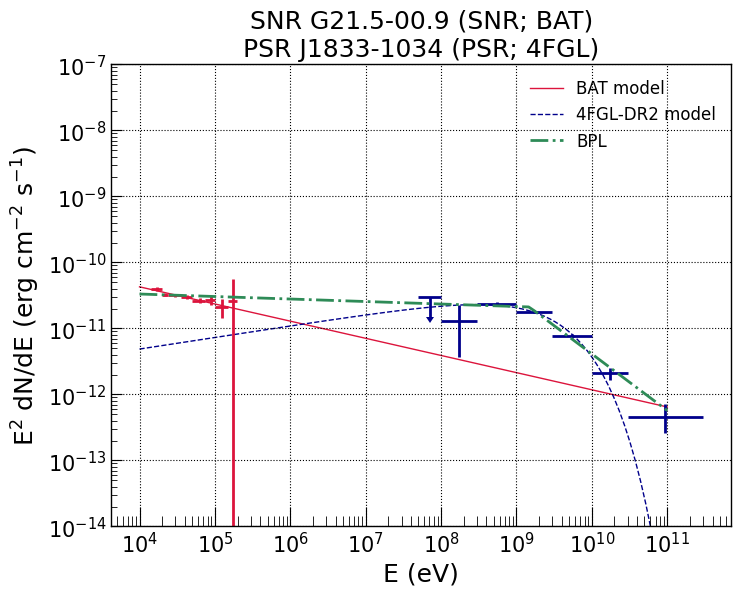 SNR G21.5-00.9 (SNR; BAT)
PSR J1833-1034 (PSR; 4FGL)
BAT model
4FGL-DR2 model
BPL
E² dN/dE (erg cm⁻² s⁻¹)
10⁻⁷
10⁻⁸
10⁻⁹
10⁻¹⁰
10⁻¹¹
10⁻¹²
10⁻¹³
10⁻¹⁴
10⁴ 10⁵ 10⁶ 10⁷ 10⁸ 10⁹ 10¹⁰ 10¹¹
E (eV)